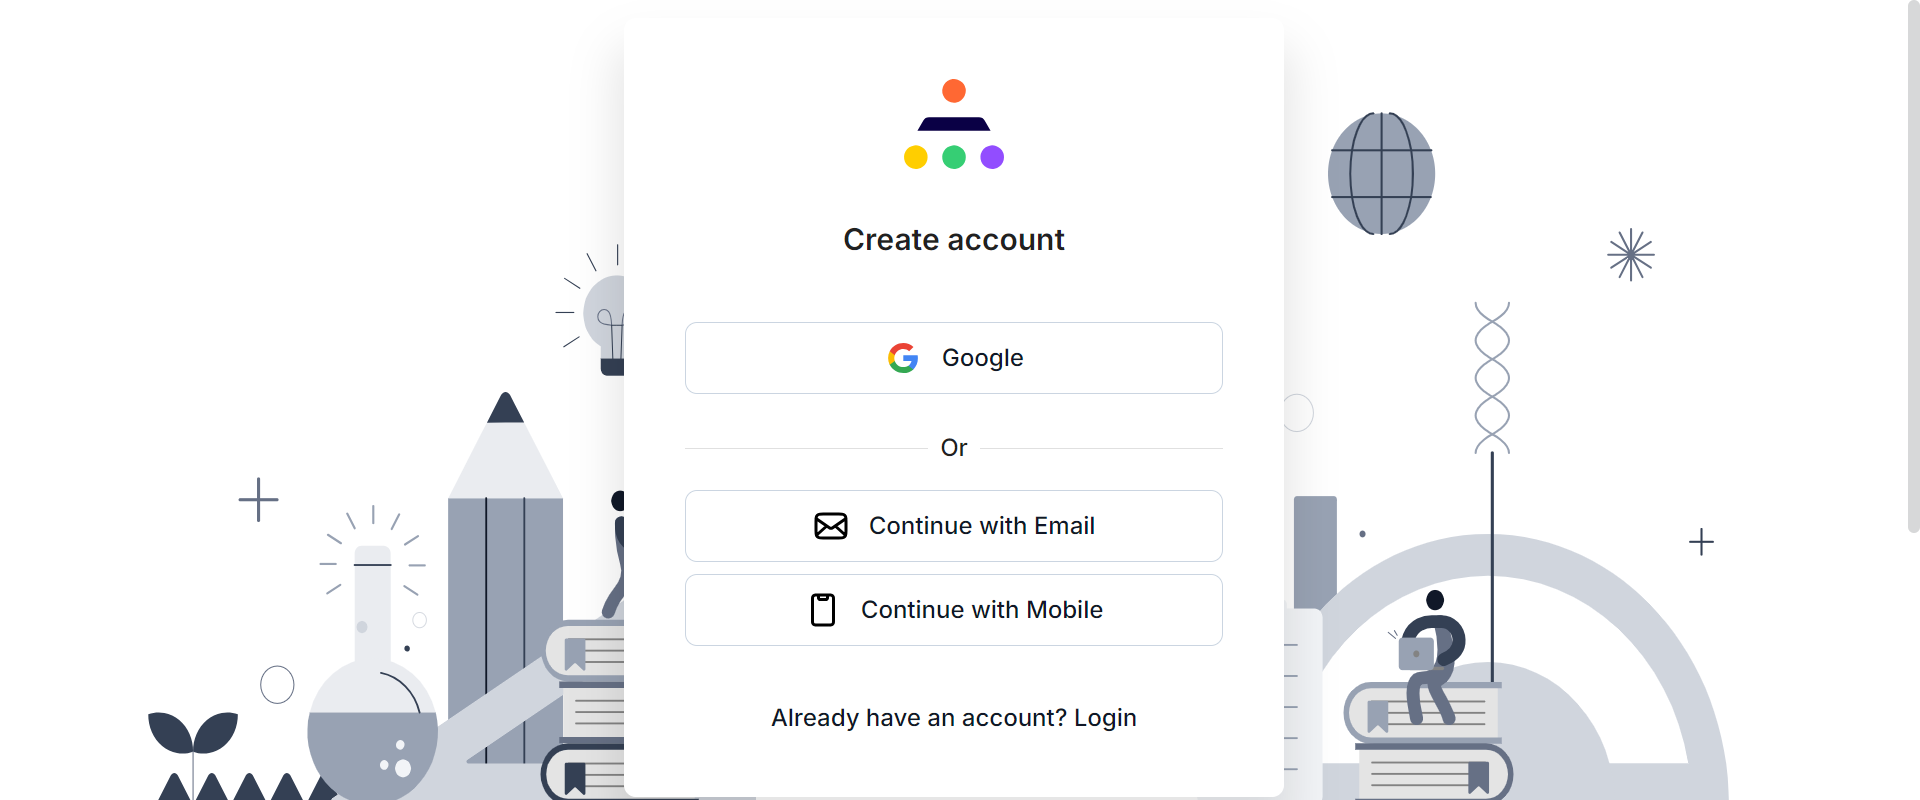 Create account
Google
Or
Continue with Email
Continue with Mobile
Already have an account? Login